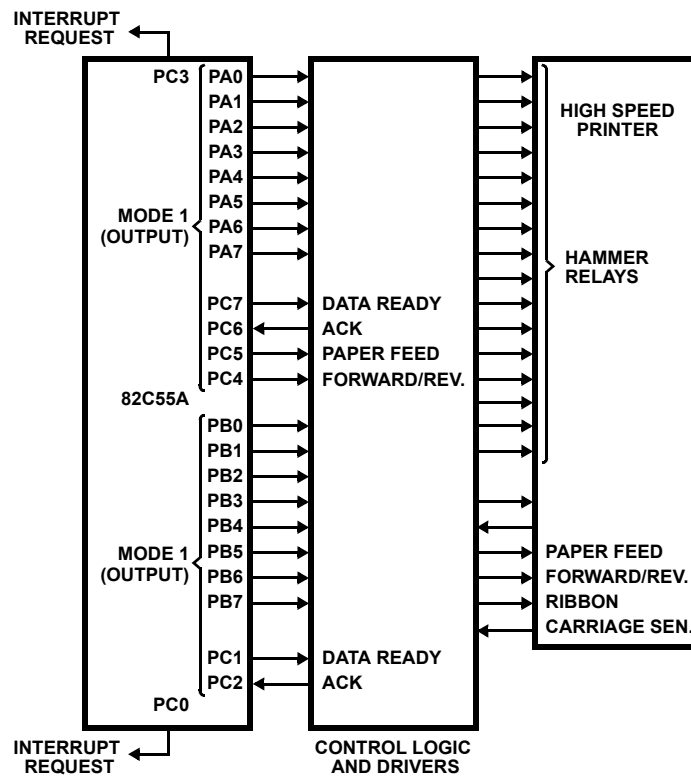 INTERRUPT
REQUEST
PC3 PA0
PA1
PA2
PA3
PA4
PA5
PA6
PA7
MODE 1
(OUTPUT)
PC7
PC6
PC5
PC4
82C55A
PB0
PB1
PB2
PB3
PB4
PB5
PB6
PB7
MODE 1
(OUTPUT)
PC1
PC2
PC0
INTERRUPT
REQUEST
DATA READY
ACK
PAPER FEED
FORWARD/REV.
DATA READY
ACK
CONTROL LOGIC
AND DRIVERS
HIGH SPEED
PRINTER
HAMMER
RELAYS
PAPER FEED
FORWARD/REV.
RIBBON
CARRIAGE SEN.